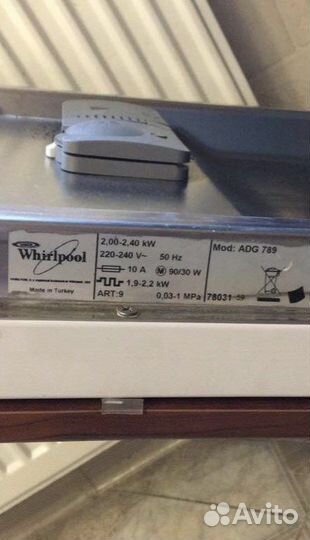 Whirlpool
Made in Turkey
2,00-2,40 kW
220-240 V~ 50 Hz
10 A M 90/30 W
1,9-2,2 kW
ART:9 0,03-1 MPa
Mod: ADG 789
78031
Avito